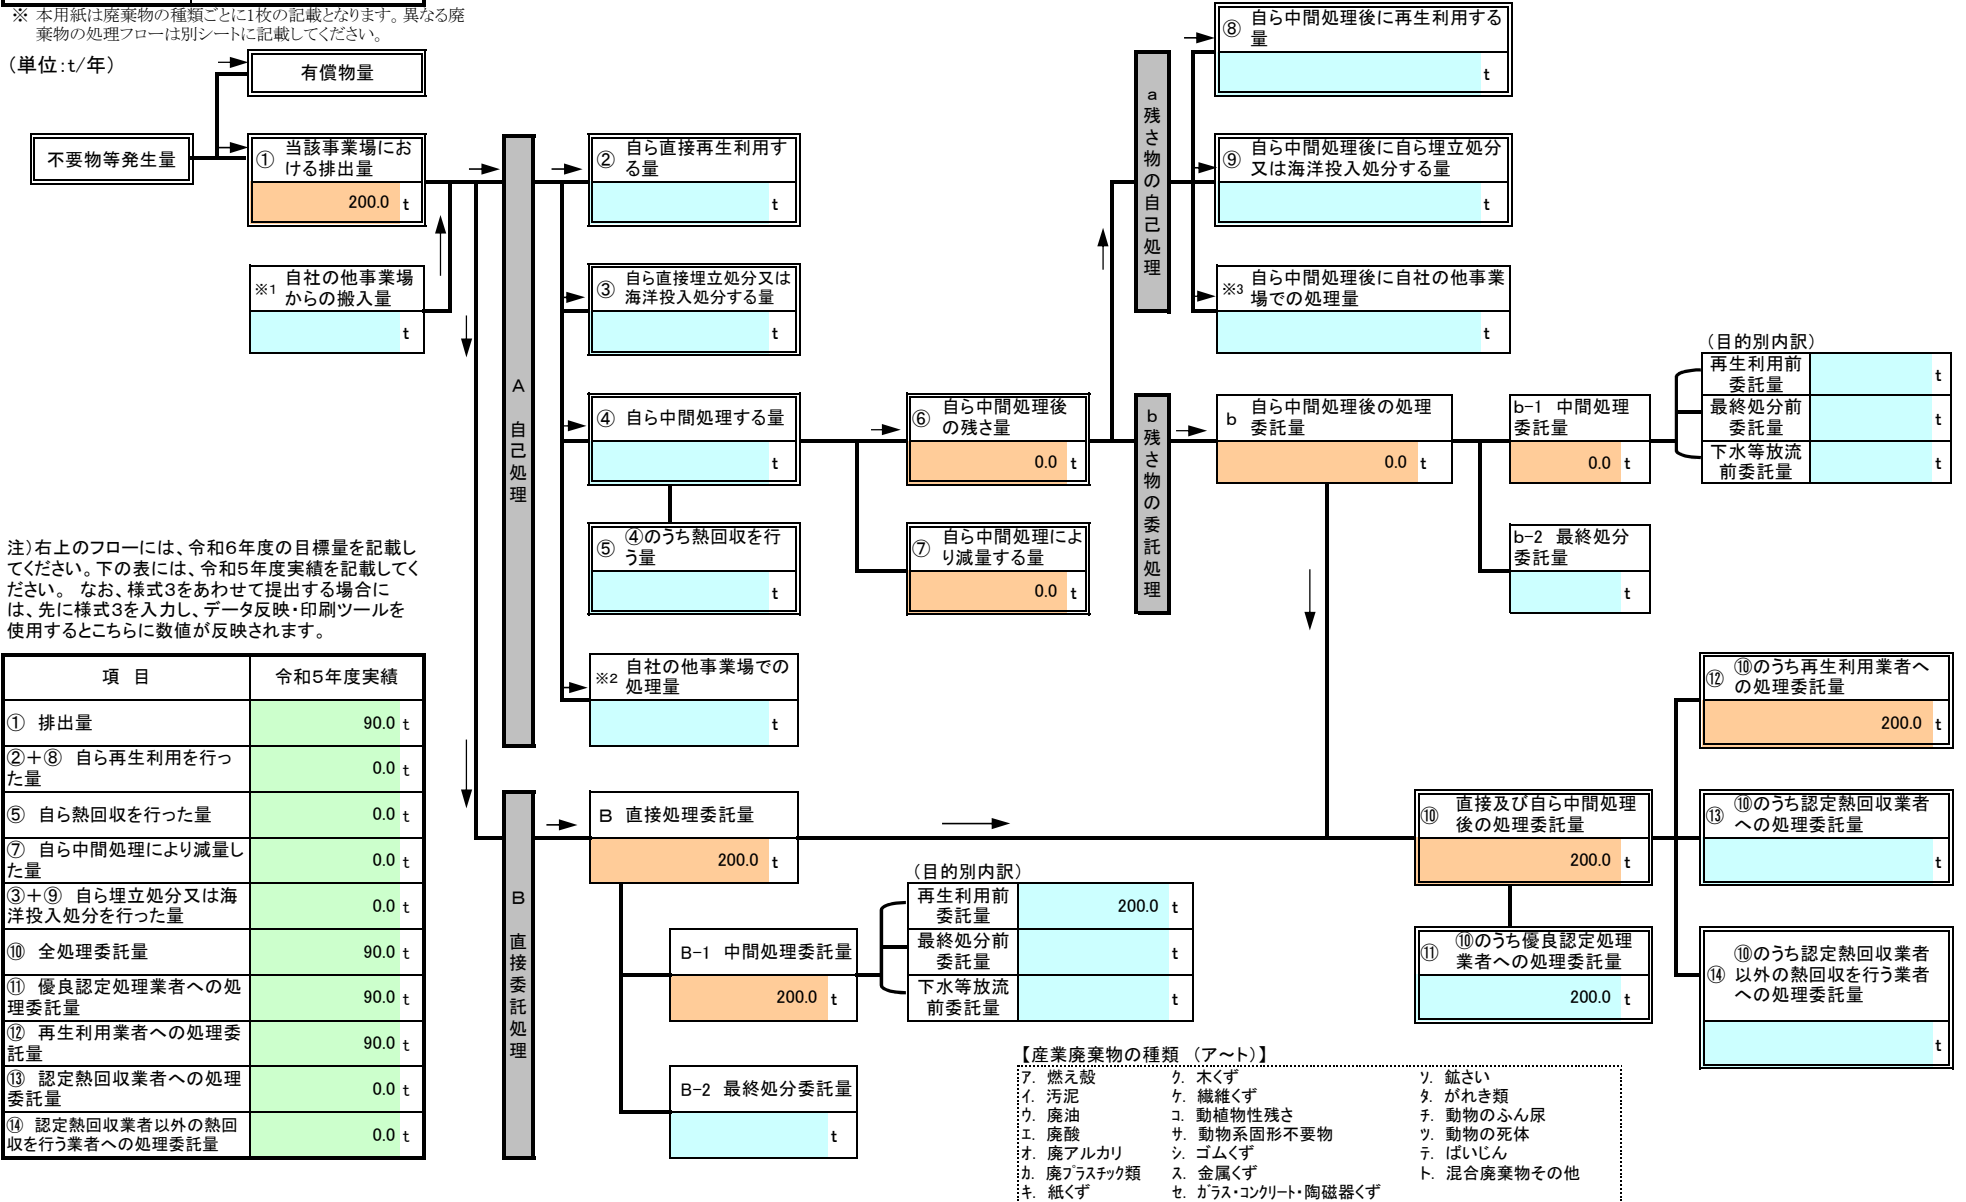 ※ 本用紙は廃棄物の種類ごとに1枚の記載となります。異なる廃
棄物の処理フローは別シートに記載してください。
(単位:t/年)
有償物量
不要物等発生量
① 当該事業場にお
ける排出量
200.0 t
※1 自社の他事業場
からの搬入量
t
A 自己処理
② 自ら直接再生利用す
る量
t
③ 自ら直接埋立処分又は
海洋投入処分する量
t
④ 自ら中間処理する量
t
⑤ ④のうち熱回収を行
う量
t
※2 自社の他事業場での
処理量
t
⑥ 自ら中間処理後
の残さ量
0.0 t
⑦ 自ら中間処理によ
り減量する量
0.0 t
a 残さ物の自己処理
⑧ 自ら中間処理後に再生利用する
量
t
⑨ 自ら中間処理後に自ら埋立処分
又は海洋投入処分する量
t
※3 自ら中間処理後に自社の他事業
場での処理量
t
b 残さ物の委託処理
b 自ら中間処理後の処理
委託量
0.0 t
b-1 中間処理
委託量
0.0 t
b-2 最終処分
委託量
t
(目的別内訳)
再生利用前
委託量
t
最終処分前
委託量
t
下水等放流
前委託量
t
注)右上のフローには、令和6年度の目標量を記載し
てください。下の表には、令和5年度実績を記載してく
ださい。 なお、様式3をあわせて提出する場合に
は、先に様式3を入力し、データ反映・印刷ツールを
使用するとこちらに数値が反映されます。
項 目 令和5年度実績
① 排出量 90.0 t
②+⑧ 自ら再生利用を行っ
た量
0.0 t
⑤ 自ら熱回収を行った量 0.0 t
⑦ 自ら中間処理により減量し
た量
0.0 t
③+⑨ 自ら埋立処分又は海
洋投入処分を行った量
0.0 t
⑩ 全処理委託量 90.0 t
⑪ 優良認定処理業者への処
理委託量
90.0 t
⑫ 再生利用業者への処理委
託量
90.0 t
⑬ 認定熱回収業者への処理
委託量
0.0 t
⑭ 認定熱回収業者以外の熱回
収を行う業者への処理委託量
0.0 t
B 直接委託処理
B 直接処理委託量
200.0 t
B-1 中間処理委託量
200.0 t
B-2 最終処分委託量
t
(目的別内訳)
再生利用前
委託量
200.0 t
最終処分前
委託量
t
下水等放流
前委託量
t
⑩ 直接及び自ら中間処理
後の処理委託量
200.0 t
⑪ ⑩のうち優良認定処理
業者への処理委託量
200.0 t
⑫ ⑩のうち再生利用業者へ
の処理委託量
200.0 t
⑬ ⑩のうち認定熱回収業者
への処理委託量
t
⑭ ⑩のうち認定熱回収業者
以外の熱回収を行う業者
への処理委託量
t
【産業廃棄物の種類 (ア~ト)】
ア. 燃え殻 ク. 木くず ソ. 鉱さい
イ. 汚泥 ケ. 繊維くず タ. がれき類
ウ. 廃油 コ. 動植物性残さ チ. 動物のふん尿
エ. 廃酸 サ. 動物系固形不要物 ツ. 動物の死体
オ. 廃アルカリ シ. ゴムくず テ. ばいじん
カ. 廃プラスチック類 ス. 金属くず ト. 混合廃棄物その他
キ. 紙くず セ. ガラス・コンクリート・陶磁器くず